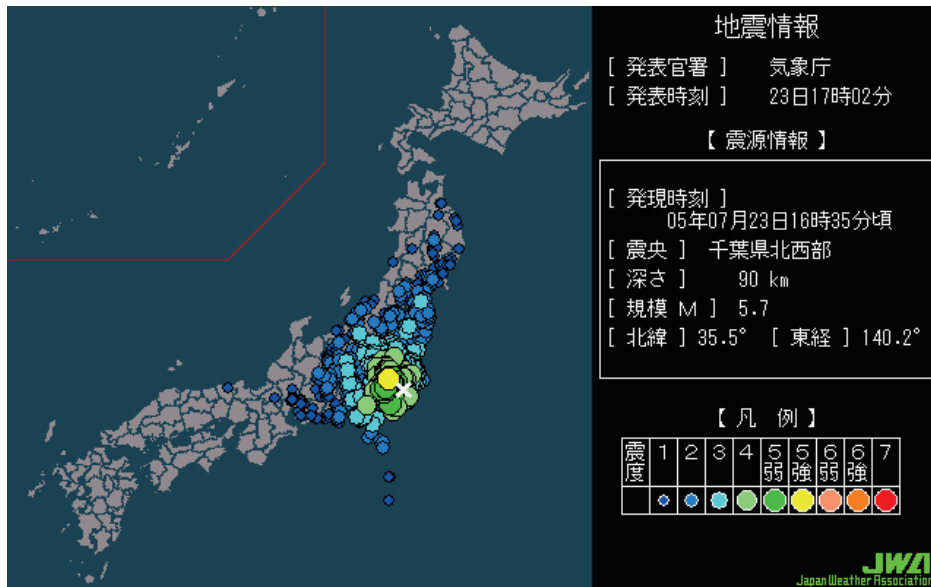 地震情報
[ 発表官署 ] 気象庁
[ 発表時刻 ] 23日17時02分
【 震源情報 】
[ 発現時刻 ]
05年07月23日16時35分頃
[ 震央 ] 千葉県北西部
[ 深さ ] 90 km
[ 規模 M ] 5.7
[ 北緯 ] 35.5° [ 東経 ] 140.2°
【 凡 例 】
震度 1 2 3 4 5弱 5強 6弱 6強 7
JWA
Japan Weather Association